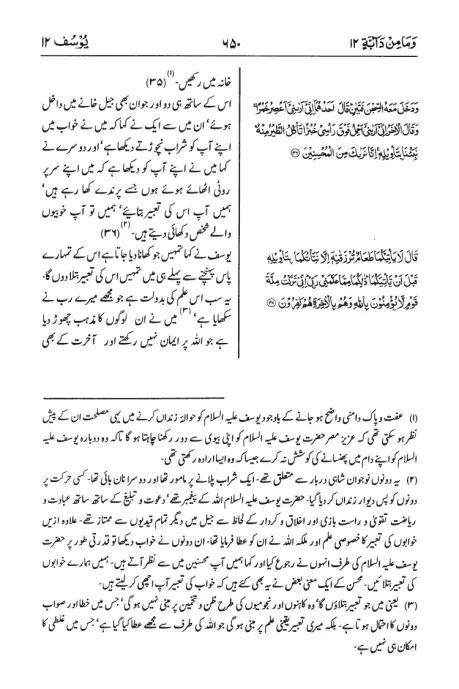 وَمَا مِنْ دَآبَّةٍ ۱۲
۶۵۰
يُوْسُف ۱۲
خانہ میں رکھیں۔(۱) (۳۵)
اس کے ساتھ ہی دو اور جوان بھی جیل خانے میں داخل
ہوئے' ان میں سے ایک نے کہا کہ میں نے خواب میں
اپنے آپ کو شراب نچوڑتے دیکھا ہے' اور دوسرے نے
کہا میں نے اپنے آپ کو دیکھا ہے کہ میں اپنے سر پر
روٹی اٹھائے ہوئے ہوں جسے پرندے کھا رہے ہیں'
ہمیں آپ اس کی تعبیر بتایئے' ہمیں تو آپ خوبیوں
والے شخص دکھائی دیتے ہیں۔(۲) (۳۶)
یوسف نے کہا تمہیں جو کھانا دیا جاتا ہے اس کے تمہارے
پاس پہنچنے سے پہلے ہی میں تمہیں اس کی تعبیر بتلا دوں گا۔
یہ سب اس علم کی بدولت ہے جو مجھے میرے رب نے
سکھایا ہے'(۳) میں نے ان لوگوں کا مذہب چھوڑ دیا
ہے جو اللہ پر ایمان نہیں رکھتے اور آخرت کے بھی
وَدَخَلَ مَعَهُ السِّجْنَ فَتَيٰنِ قَالَ اَحَدُهُمَآ اِنِّيْٓ اَرٰىنِيْٓ اَعْصِرُ خَمْرًا
وَقَالَ الْاٰخَرُ اِنِّيْٓ اَرٰىنِيْٓ اَحْمِلُ فَوْقَ رَاْسِيْ خُبْزًا تَاْكُلُ الطَّيْرُ مِنْهُ
نَبِّئْنَا بِتَاْوِيْلِهٖ اِنَّا نَرٰىكَ مِنَ الْمُحْسِنِيْنَ ﴿۳۶﴾
قَالَ لَا يَاْتِيْكُمَا طَعَامٌ تُرْزَقٰنِهٖٓ اِلَّا نَبَّاْتُكُمَا بِتَاْوِيْلِهٖ
قَبْلَ اَنْ يَّاْتِيَكُمَا ذٰلِكُمَا مِمَّا عَلَّمَنِيْ رَبِّيْ اِنِّيْ تَرَكْتُ مِلَّةَ
قَوْمٍ لَّا يُؤْمِنُوْنَ بِاللّٰهِ وَهُمْ بِالْاٰخِرَةِ هُمْ كٰفِرُوْنَ ﴿۳۷﴾
(۱) عفت و پاک دامنی واضح ہو جانے کے باوجود یوسف علیہ السلام کو حوالۂ زنداں کرنے میں یہی مصلحت ان کے پیش
نظر ہو سکتی تھی کہ عزیز مصر حضرت یوسف علیہ السلام کو اپنی بیوی سے دور رکھنا چاہتا ہو گا تاکہ وہ دوبارہ یوسف علیہ
السلام کو اپنے دام میں پھنسانے کی کوشش نہ کرے جیسا کہ وہ ایسا ارادہ رکھتی تھی۔
(۲) یہ دونوں نوجوان شاہی دربار سے متعلق تھے۔ ایک شراب پلانے پر مامور تھا اور دوسرا نان بائی تھا۔ کسی حرکت پر
دونوں کو پس دیوار زنداں کر دیا گیا۔ حضرت یوسف علیہ السلام اللہ کے پیغمبر تھے' دعوت و تبلیغ کے ساتھ ساتھ عبادت و
ریاضت تقویٰ و راست بازی اور اخلاق و کردار کے لحاظ سے جیل میں دیگر تمام قیدیوں سے ممتاز تھے۔ علاوہ ازیں
خوابوں کی تعبیر کا خصوصی علم اور ملکہ اللہ نے ان کو عطا فرمایا تھا۔ ان دونوں نے خواب دیکھا تو قدرتی طور پر حضرت
یوسف علیہ السلام کی طرف انہوں نے رجوع کیا اور کہا ہمیں آپ محسنین میں سے نظر آتے ہیں۔ ہمیں ہمارے خوابوں
کی تعبیر بتلائیں۔ محسن کے ایک معنی بعض نے یہ بھی کئے ہیں کہ خواب کی تعبیر آپ اچھی کر لیتے ہیں۔
(۳) یعنی میں جو تعبیر بتلاؤں گا' وہ کاہنوں اور نجومیوں کی طرح ظن و تخمین پر مبنی نہیں ہو گی' جس میں خطا اور صواب
دونوں کا احتمال ہوتا ہے۔ بلکہ میری تعبیر یقینی علم پر مبنی ہو گی جو اللہ کی طرف سے مجھے عطا کیا گیا ہے' جس میں غلطی کا
امکان ہی نہیں ہے۔